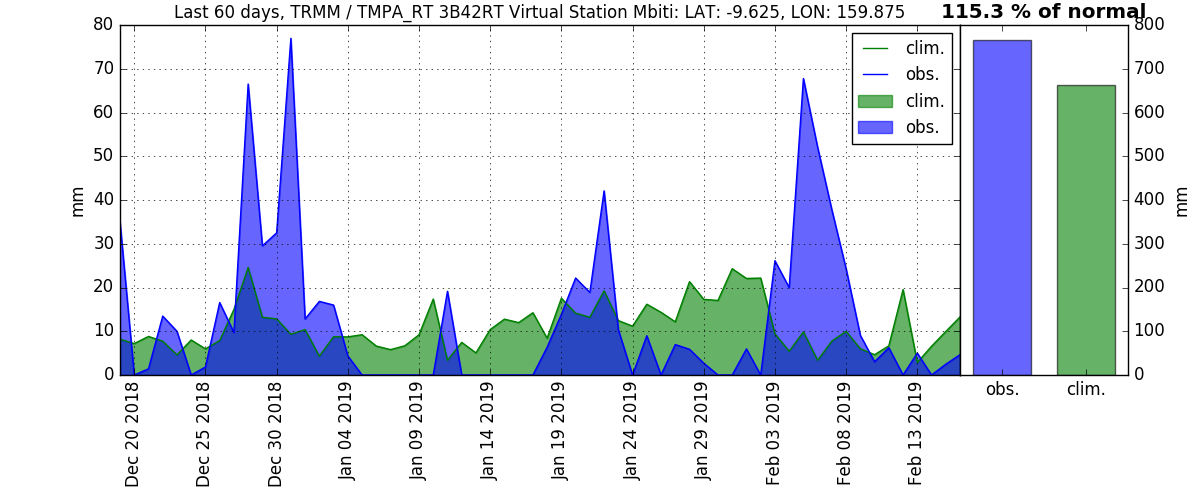 Last 60 days, TRMM / TMPA_RT 3B42RT Virtual Station Mbiti: LAT: -9.625, LON: 159.875
115.3 % of normal
80
70
60
50
40
30
20
10
0
mm
clim.
obs.
clim.
obs.
Dec 20 2018
Dec 25 2018
Dec 30 2018
Jan 04 2019
Jan 09 2019
Jan 14 2019
Jan 19 2019
Jan 24 2019
Jan 29 2019
Feb 03 2019
Feb 08 2019
Feb 13 2019
800
700
600
500
400
300
200
100
0
mm
obs.
clim.